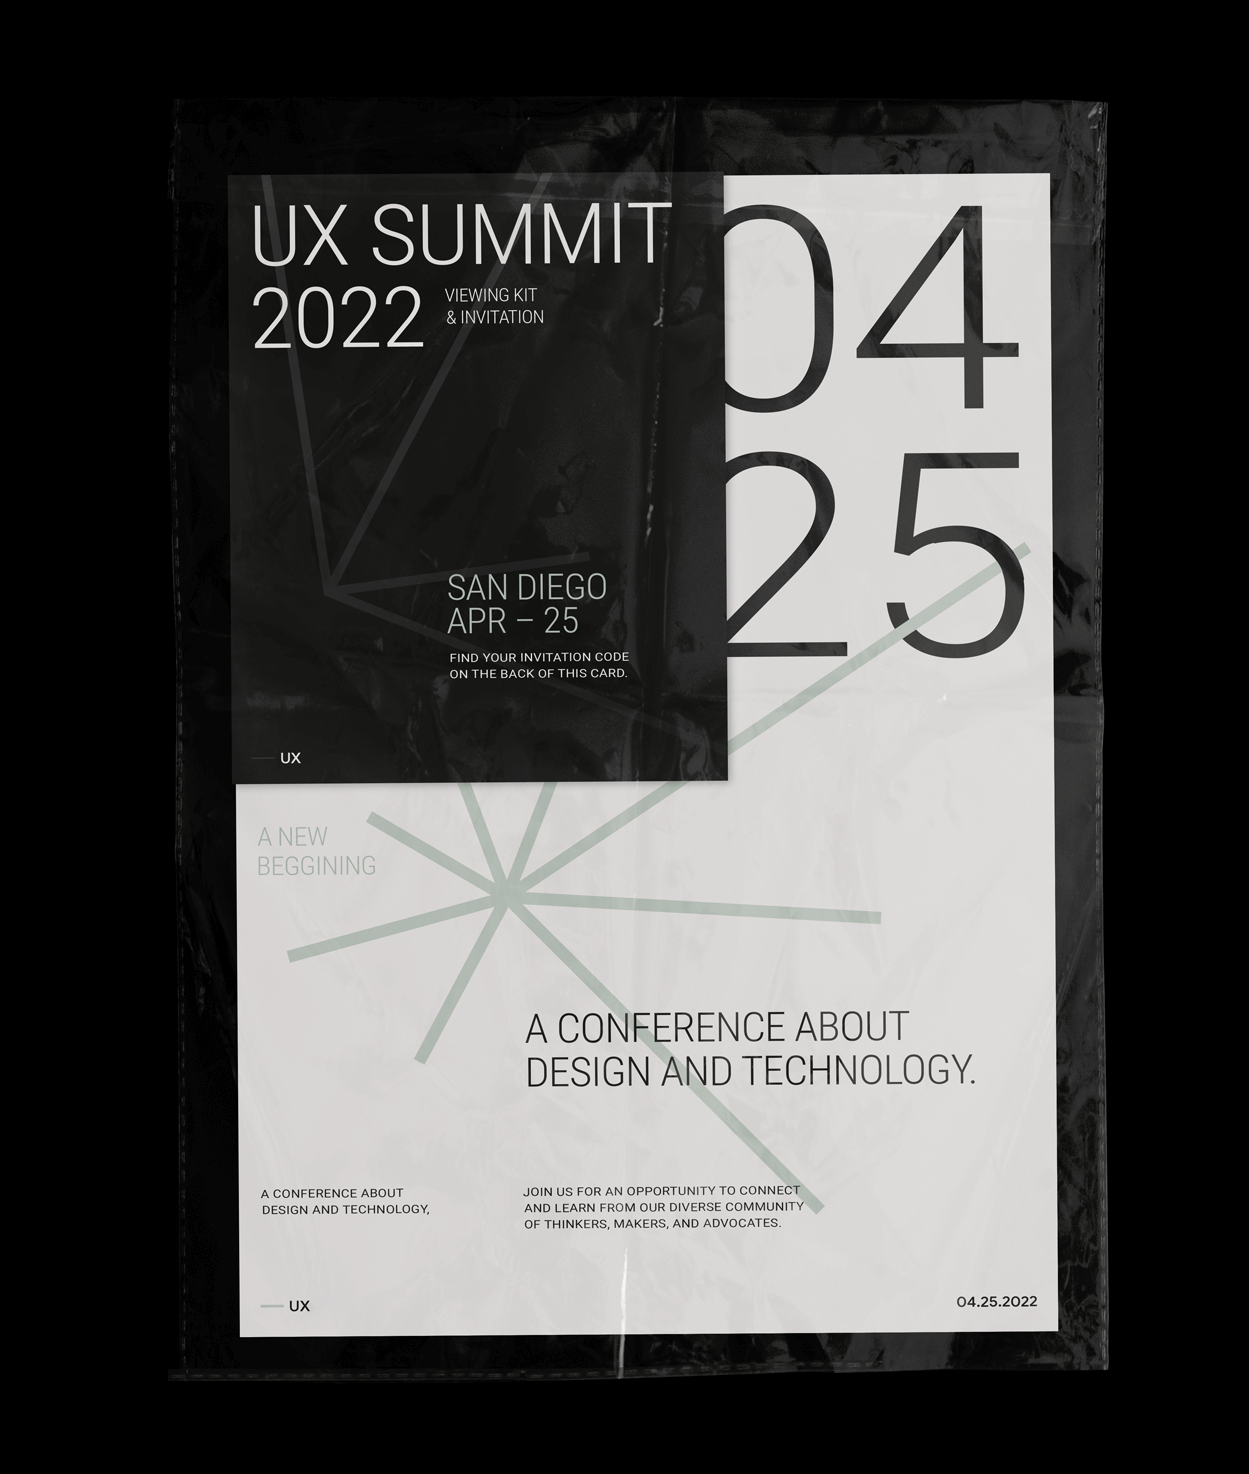 UX SUMMIT
2022
VIEWING KIT
& INVITATION
SAN DIEGO
APR – 25
FIND YOUR INVITATION CODE
ON THE BACK OF THIS CARD.
UX
04
25
A NEW
BEGGINING
A CONFERENCE ABOUT
DESIGN AND TECHNOLOGY.
A CONFERENCE ABOUT
DESIGN AND TECHNOLOGY,
JOIN US FOR AN OPPORTUNITY TO CONNECT
AND LEARN FROM OUR DIVERSE COMMUNITY
OF THINKERS, MAKERS, AND ADVOCATES.
UX
04.25.2022